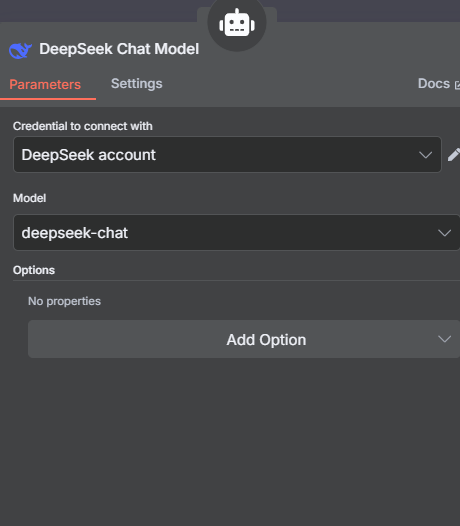 DeepSeek Chat Model
Parameters Settings Docs
Credential to connect with
DeepSeek account
Model
deepseek-chat
Options
No properties
Add Option